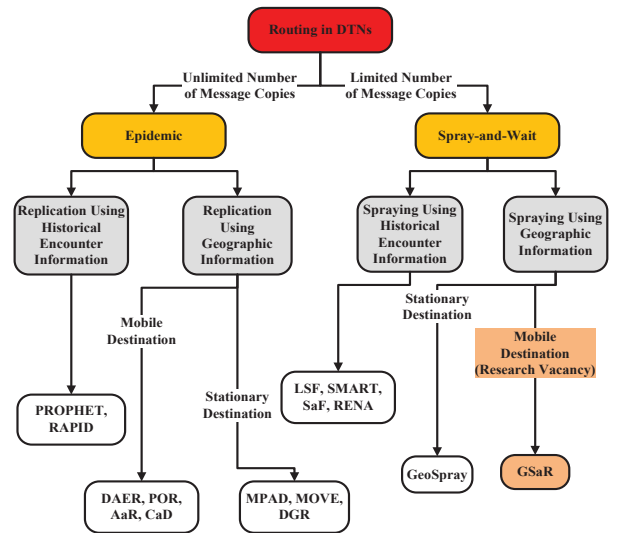 Routing in DTNs
Unlimited Number
of Message Copies
Limited Number
of Message Copies
Epidemic
Spray-and-Wait
Replication Using
Historical
Encounter
Information
Replication
Using
Geographic
Information
Spraying Using
Historical
Encounter
Information
Spraying Using
Geographic
Information
Mobile
Destination
Stationary
Destination
Stationary
Destination
Mobile
Destination
(Research Vacancy)
PROPHET,
RAPID
LSF, SMART,
SaF, RENA
DAER, POR,
AaR, CaD
MPAD, MOVE,
DGR
GeoSpray
GSaR